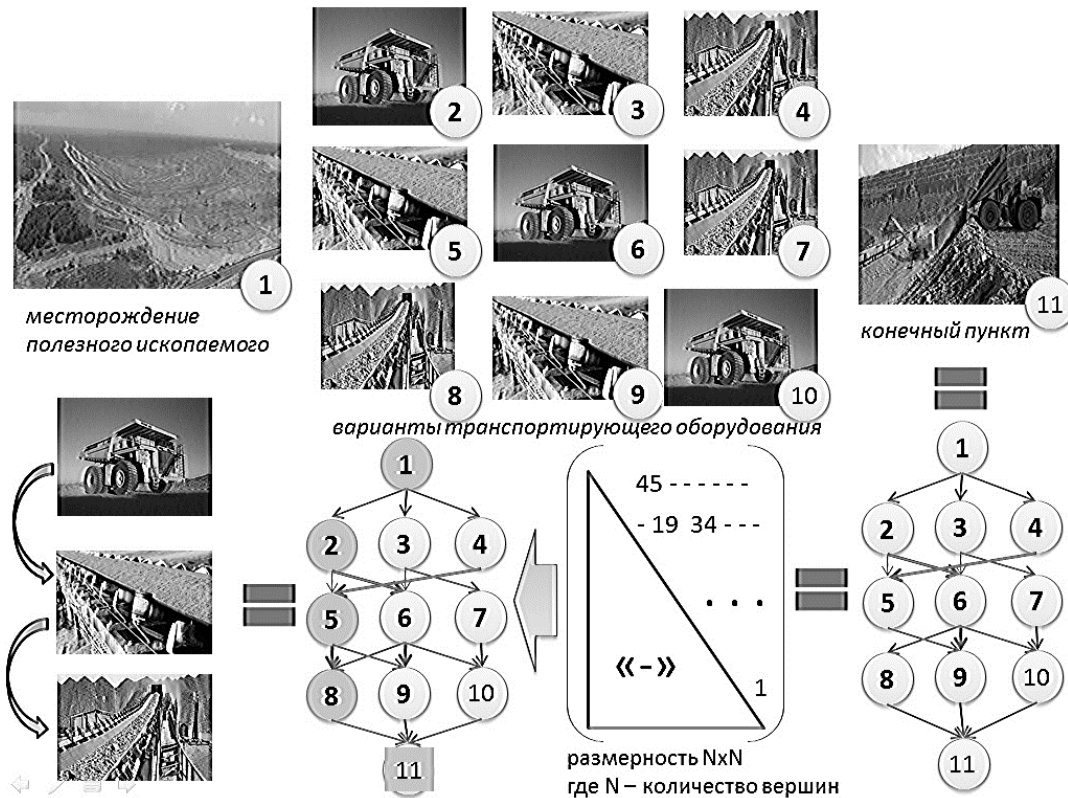 2
3
4
1
5
6
7
11
месторождение
полезного ископаемого
конечный пункт
8
9
10
варианты транспортирующего оборудования
1
2 3 4
5 6 7
8 9 10
11
45 - - - - - -
- 19 34 - - -
. . .
«-»
1
размерность NxN
где N – количество вершин
1
2 3 4
5 6 7
8 9 10
11